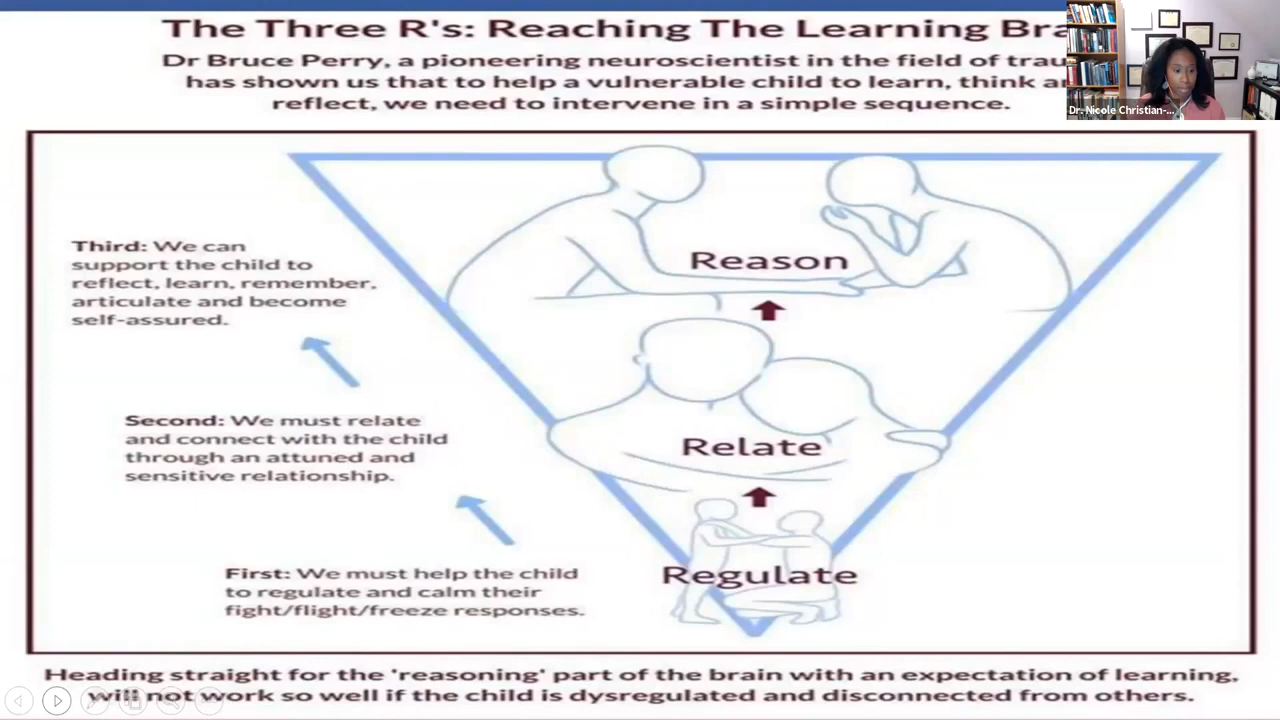 The Three R's: Reaching The Learning
Dr Bruce Perry, a pioneering neuroscientist in the field of
has shown us that to help a vulnerable child to learn, think
reflect, we need to intervene in a simple sequence.
Dr. Nicole Christian-...
Third: We can
support the child to
reflect, learn, remember,
articulate and become
self-assured.
Reason
Second: We must relate
and connect with the child
through an attuned and
sensitive relationship.
Relate
First: We must help the child
to regulate and calm their
fight/flight/freeze responses.
Regulate
Heading straight for the 'reasoning' part of the brain with an expectation of learning,
will not work so well if the child is dysregulated and disconnected from others.